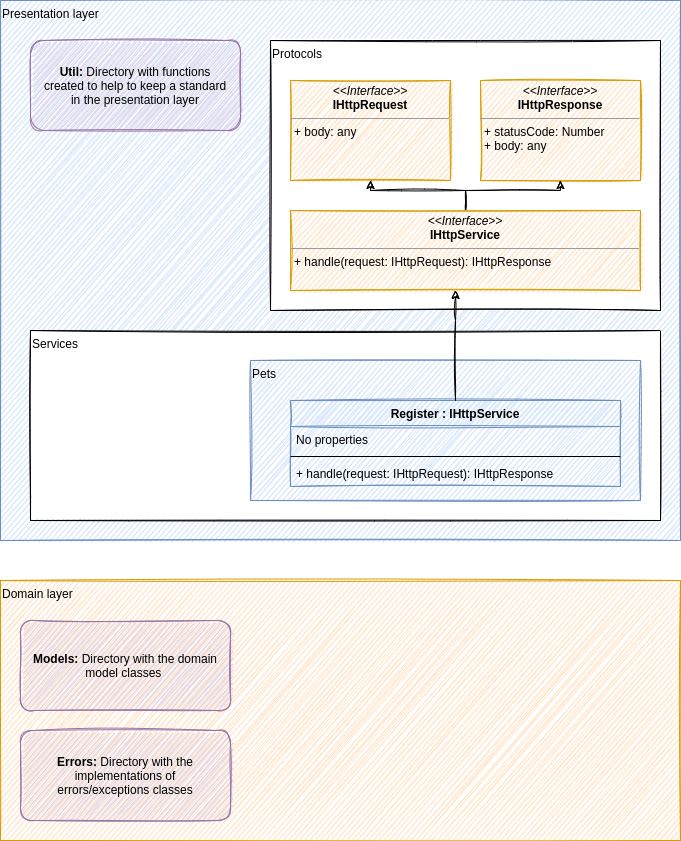 Presentation layer
Util: Directory with functions
created to help to keep a standard
in the presentation layer
Protocols
<<Interface>>
IHttpRequest
+ body: any
<<Interface>>
IHttpResponse
+ statusCode: Number
+ body: any
<<Interface>>
IHttpService
+ handle(request: IHttpRequest): IHttpResponse
Services
Pets
Register : IHttpService
No properties
+ handle(request: IHttpRequest): IHttpResponse
Domain layer
Models: Directory with the domain
model classes
Errors: Directory with the
implementations of
errors/exceptions classes